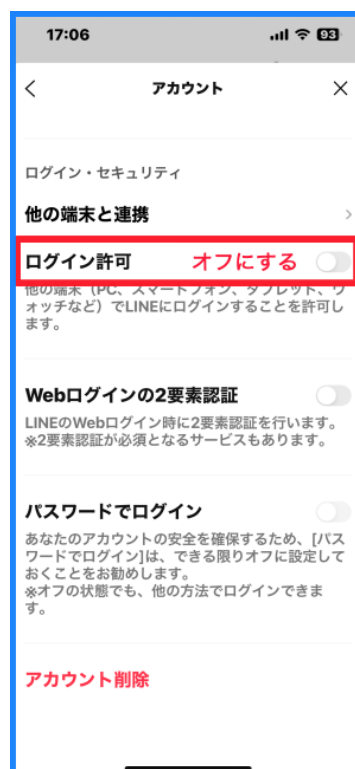 17:06 93
アカウント
ログイン・セキュリティ
他の端末と連携
ログイン許可 オフにする
他の端末（PC、スマートフォン、タブレット、ウ
ォッチなど）でLINEにログインすることを許可し
ます。
Webログインの2要素認証
LINEのWebログイン時に2要素認証を行います。
※2要素認証が必須となるサービスもあります。
パスワードでログイン
あなたのアカウントの安全を確保するため、[パス
ワードでログイン]は、できる限りオフに設定して
おくことをお勧めします。
※オフの状態でも、他の方法でログインできま
す。
アカウント削除